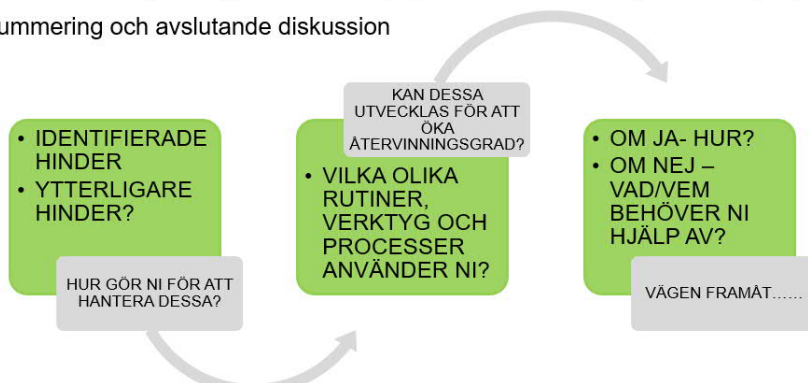 ummering och avslutande diskussion
• IDENTIFIERADE
HINDER
• YTTERLIGARE
HINDER?
HUR GÖR NI FÖR ATT
HANTERA DESSA?
KAN DESSA
UTVECKLAS FÖR ATT
ÖKA
ÅTERVINNINGSGRAD?
• VILKA OLIKA
RUTINER,
VERKTYG OCH
PROCESSER
ANVÄNDER NI?
• OM JA- HUR?
• OM NEJ –
VAD/VEM
BEHÖVER NI
HJÄLP AV?
VÄGEN FRAMÅT……